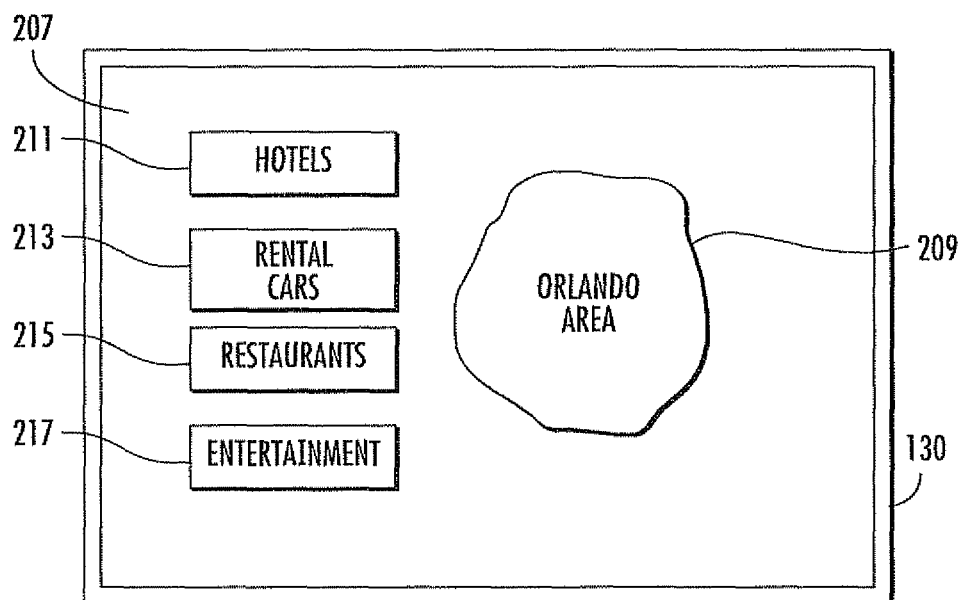 207
211
HOTELS
213
RENTAL
CARS
209
ORLANDO
AREA
215
RESTAURANTS
217
ENTERTAINMENT
130